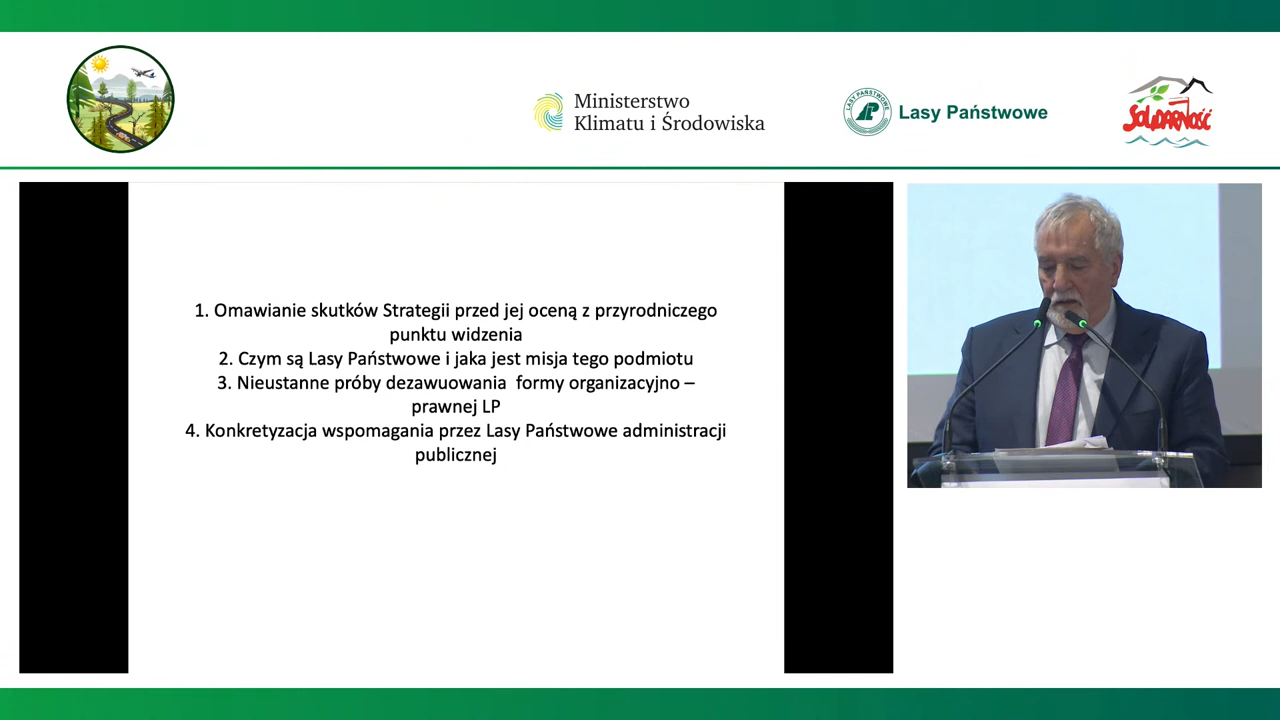 Ministerstwo
Klimatu i Środowiska
LASY PAŃSTWOWE
Lasy Państwowe
SOLIDARNOŚĆ
1. Omawianie skutków Strategii przed jej oceną z przyrodniczego
punktu widzenia
2. Czym są Lasy Państwowe i jaka jest misja tego podmiotu
3. Nieustanne próby dezawuowania  formy organizacyjno –
prawnej LP
4. Konkretyzacja wspomagania przez Lasy Państwowe administracji
publicznej